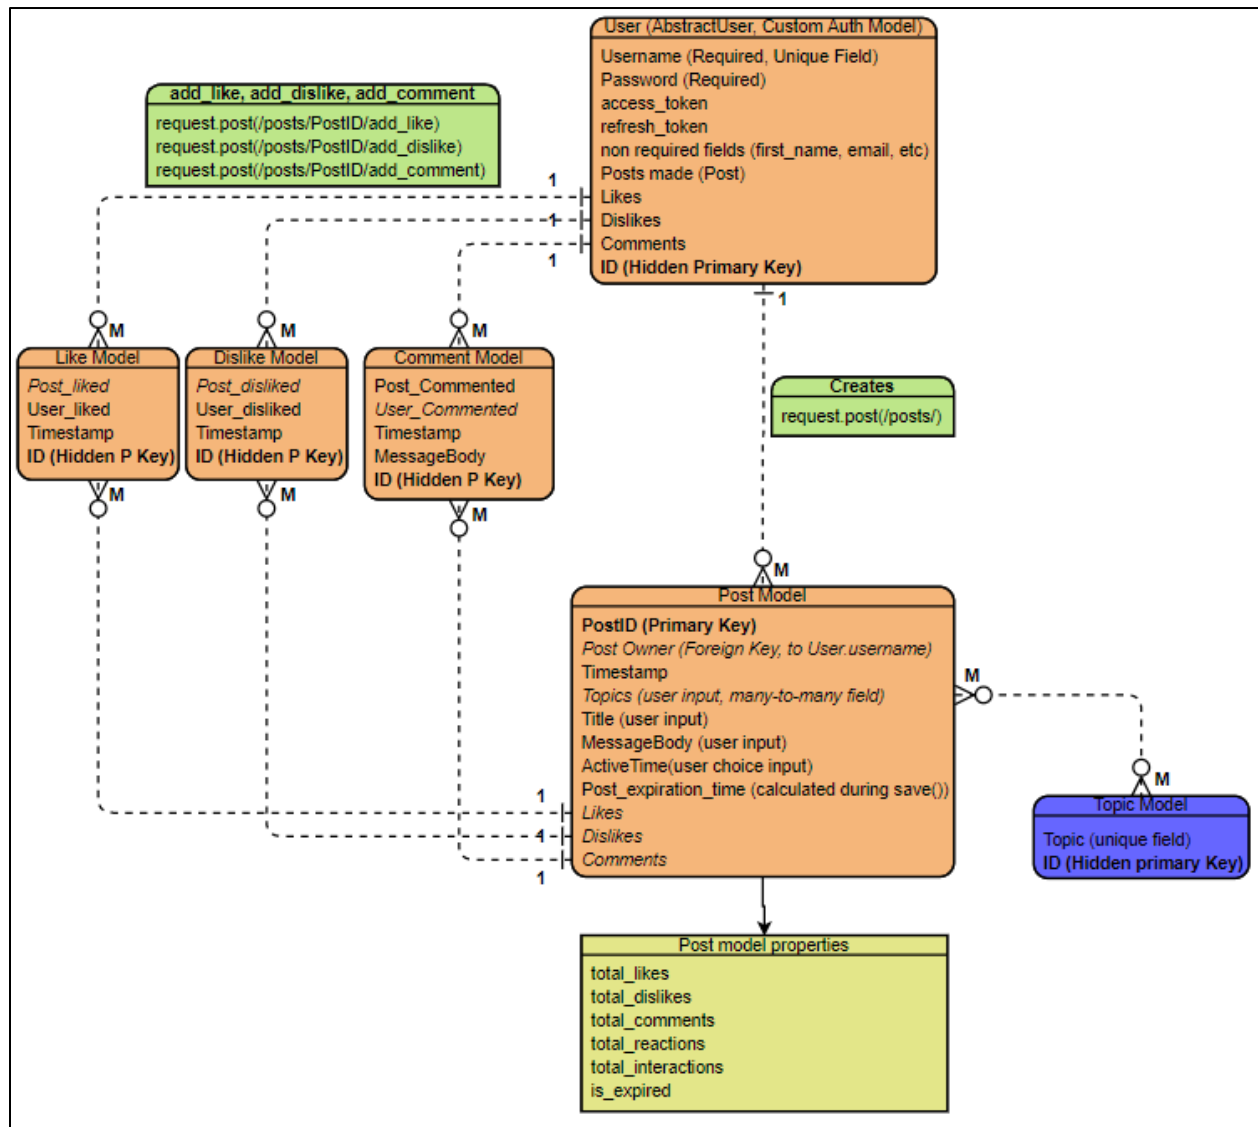 User (AbstractUser, Custom Auth Model)
Username (Required, Unique Field)
Password (Required)
access_token
refresh_token
non required fields (first_name, email, etc)
Posts made (Post)
Likes
Dislikes
Comments
ID (Hidden Primary Key)
add_like, add_dislike, add_comment
request.post(/posts/PostID/add_like)
request.post(/posts/PostID/add_dislike)
request.post(/posts/PostID/add_comment)
1
1
1
1
M
M
M
Like Model
Post_liked
User_liked
Timestamp
ID (Hidden P Key)
M
Dislike Model
Post_disliked
User_disliked
Timestamp
ID (Hidden P Key)
M
Comment Model
Post_Commented
User_Commented
Timestamp
MessageBody
ID (Hidden P Key)
M
Creates
request.post(/posts/)
M
Post Model
PostID (Primary Key)
Post Owner (Foreign Key, to User.username)
Timestamp
Topics (user input, many-to-many field)
Title (user input)
MessageBody (user input)
ActiveTime(user choice input)
Post_expiration_time (calculated during save())
Likes
Dislikes
Comments
1
1
1
M
M
Topic Model
Topic (unique field)
ID (Hidden primary Key)
Post model properties
total_likes
total_dislikes
total_comments
total_reactions
total_interactions
is_expired